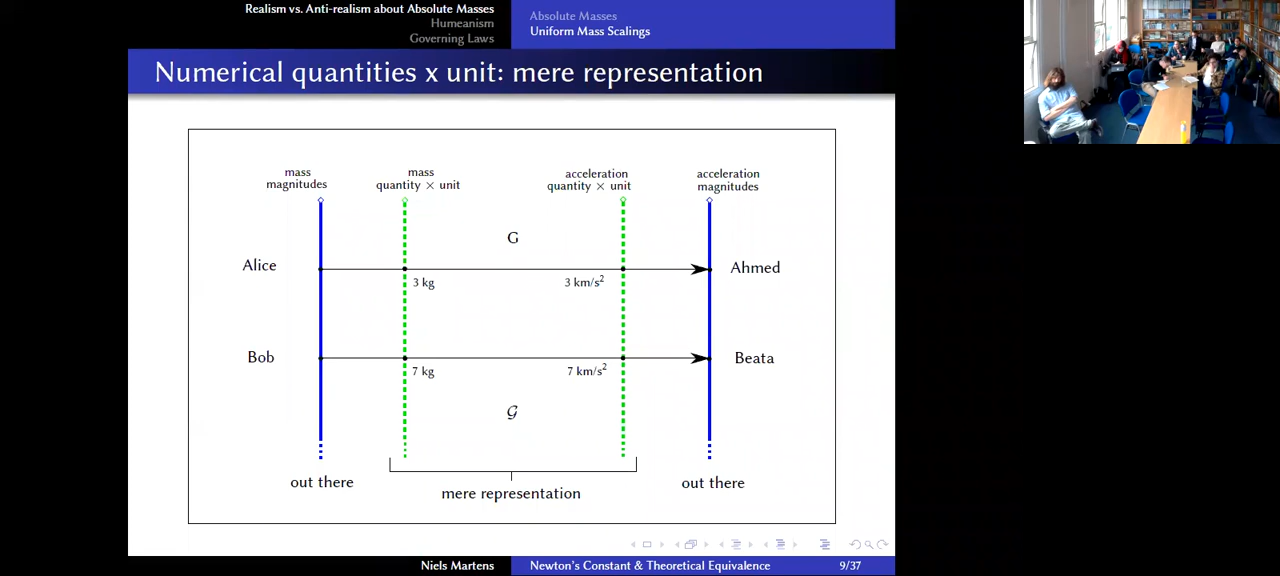 Realism vs. Anti-realism about Absolute Masses
Humeanism
Governing Laws
Absolute Masses
Uniform Mass Scalings
Numerical quantities x unit: mere representation
mass
magnitudes
mass
quantity × unit
acceleration
quantity × unit
acceleration
magnitudes
G
Alice
Ahmed
3 kg
3 km/s²
Bob
Beata
7 kg
7 km/s²
𝒢
out there
mere representation
out there
Niels Martens
Newton's Constant & Theoretical Equivalence
9/37